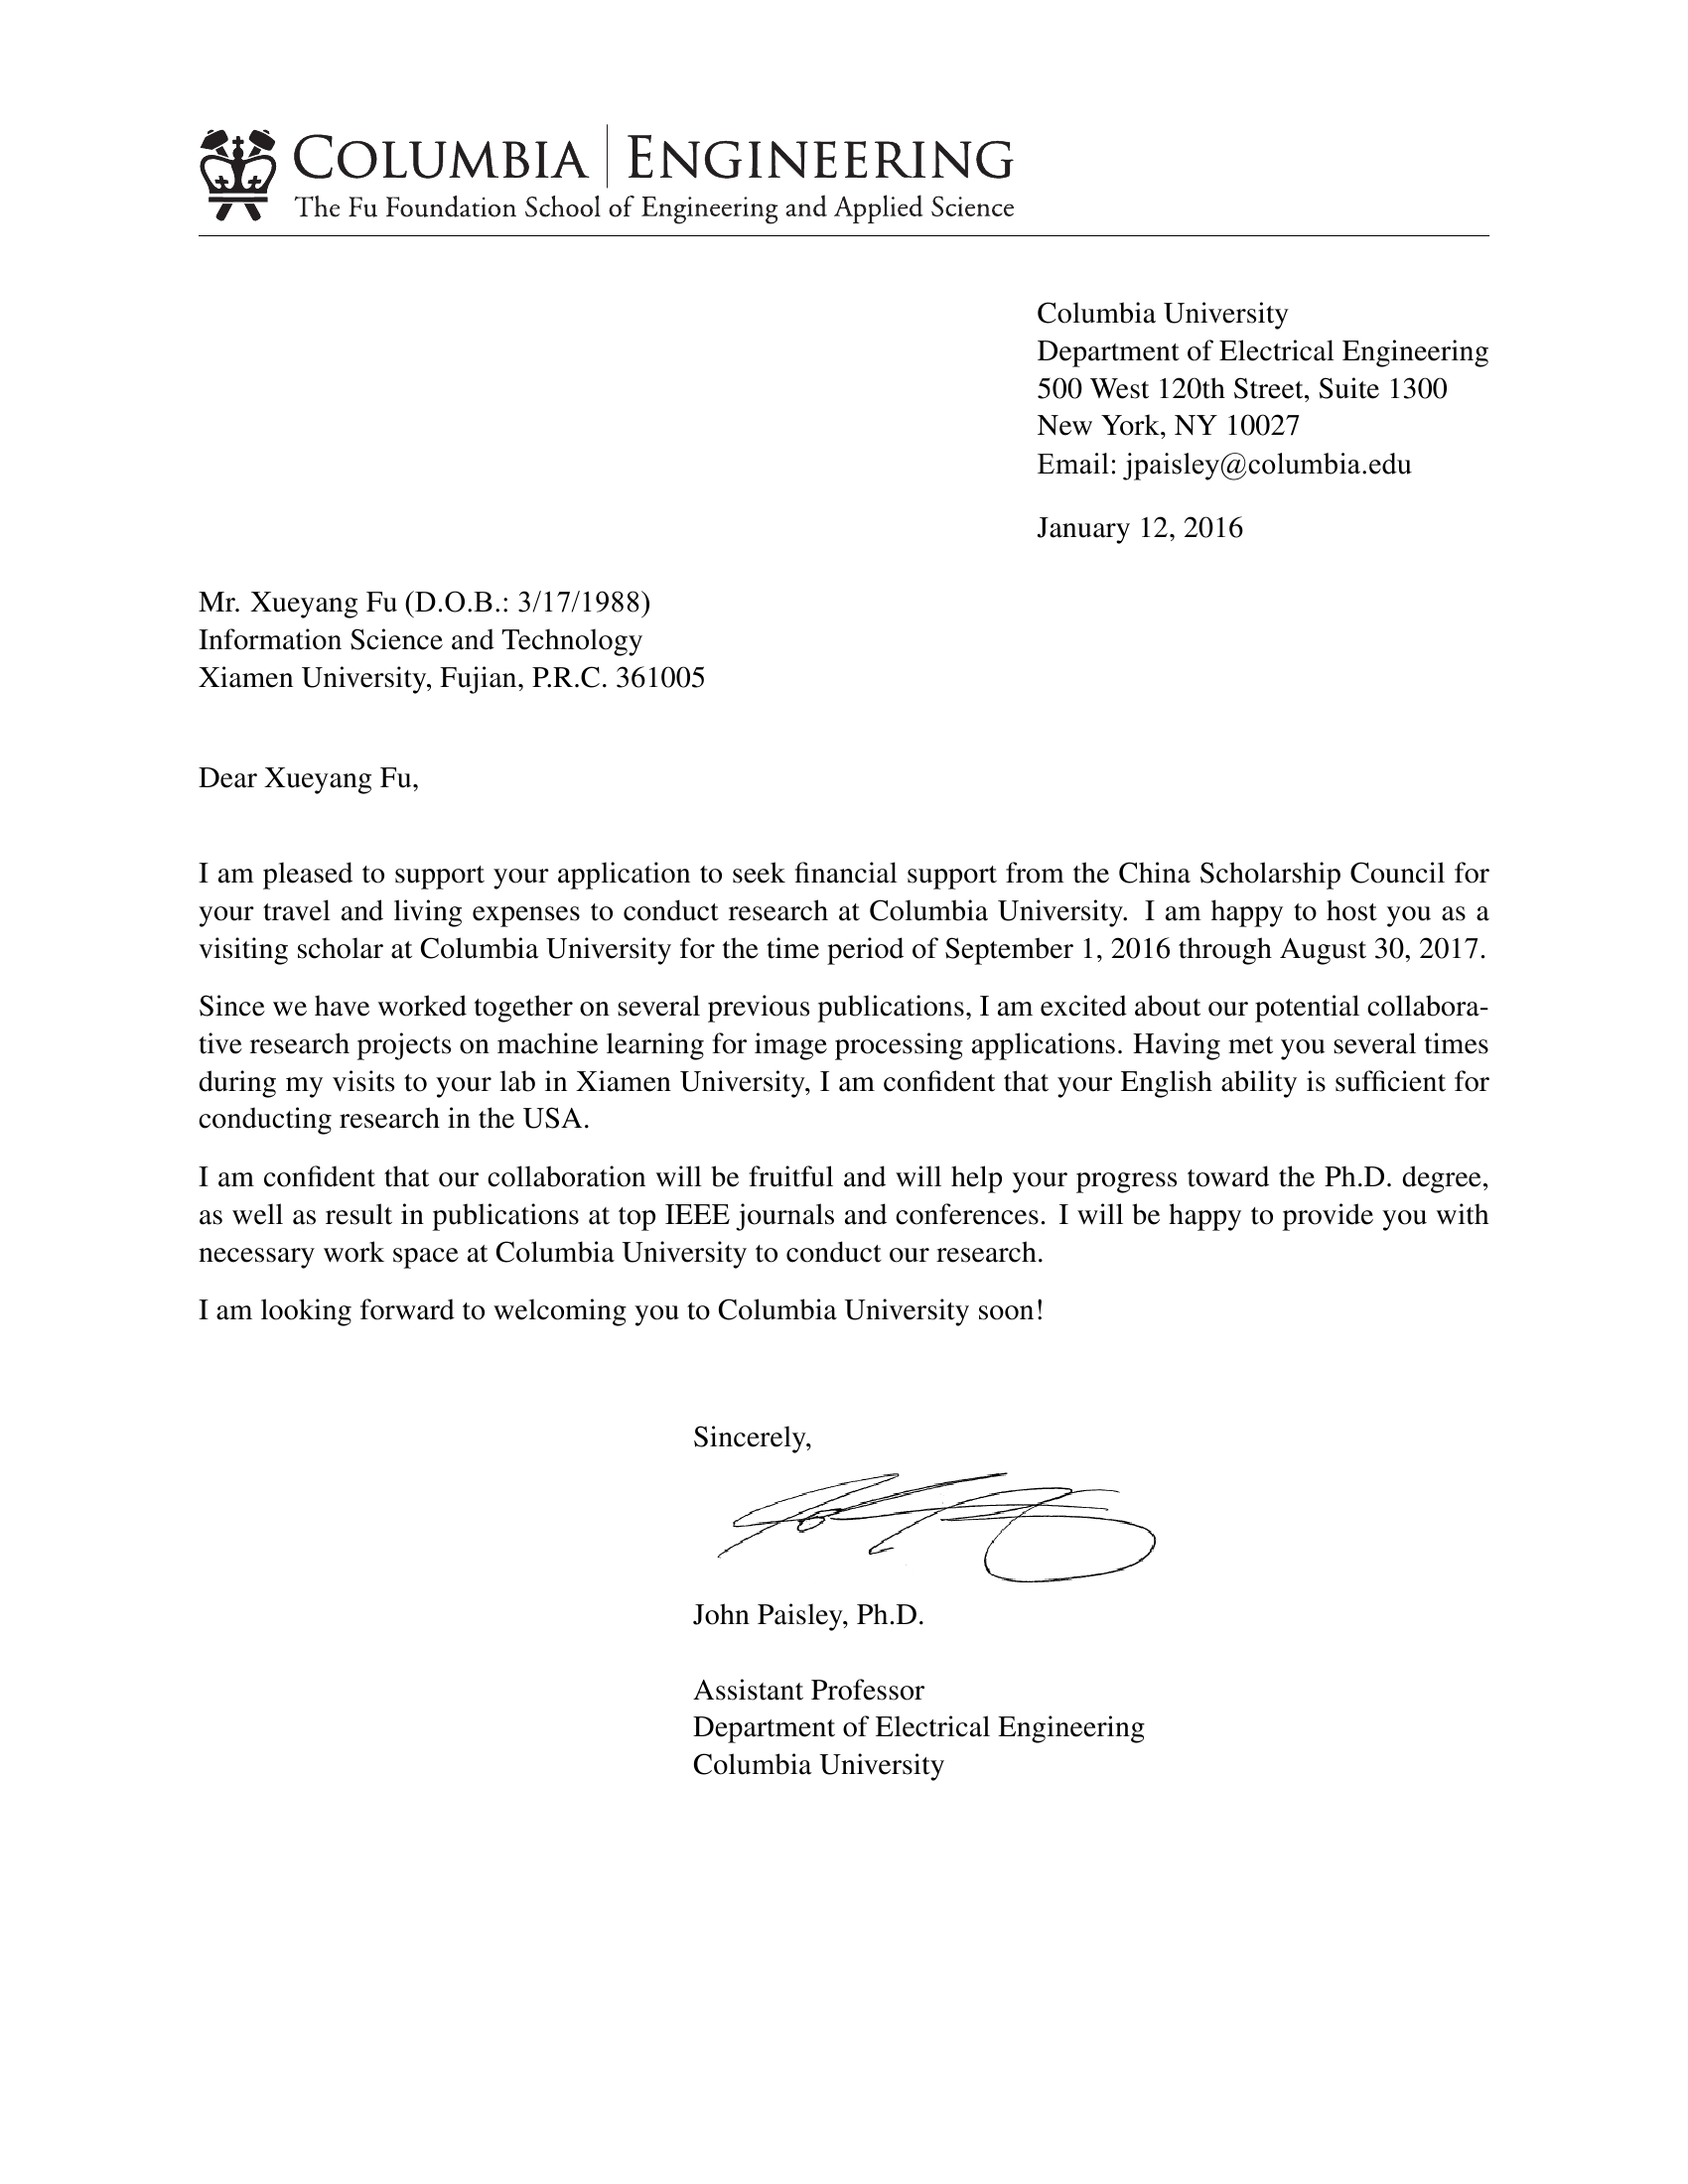 COLUMBIA | ENGINEERING
The Fu Foundation School of Engineering and Applied Science
Columbia University
Department of Electrical Engineering
500 West 120th Street, Suite 1300
New York, NY 10027
Email: jpaisley@columbia.edu
January 12, 2016
Mr. Xueyang Fu (D.O.B.: 3/17/1988)
Information Science and Technology
Xiamen University, Fujian, P.R.C. 361005
Dear Xueyang Fu,
I am pleased to support your application to seek financial support from the China Scholarship Council for
your travel and living expenses to conduct research at Columbia University. I am happy to host you as a
visiting scholar at Columbia University for the time period of September 1, 2016 through August 30, 2017.
Since we have worked together on several previous publications, I am excited about our potential collabora-
tive research projects on machine learning for image processing applications. Having met you several times
during my visits to your lab in Xiamen University, I am confident that your English ability is sufficient for
conducting research in the USA.
I am confident that our collaboration will be fruitful and will help your progress toward the Ph.D. degree,
as well as result in publications at top IEEE journals and conferences. I will be happy to provide you with
necessary work space at Columbia University to conduct our research.
I am looking forward to welcoming you to Columbia University soon!
Sincerely,
John Paisley, Ph.D.
Assistant Professor
Department of Electrical Engineering
Columbia University